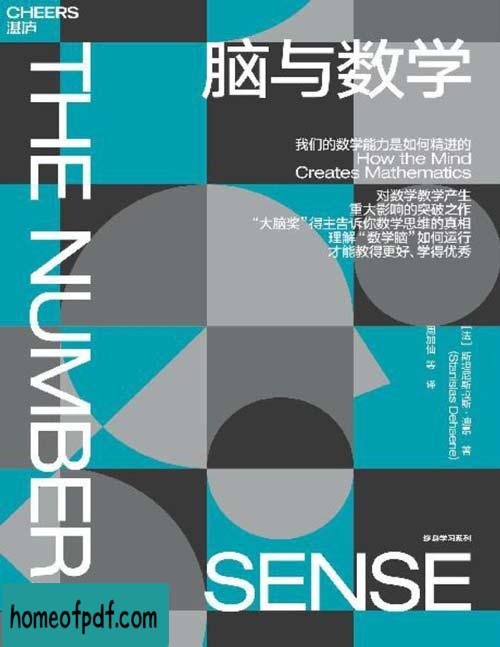 CHEERS
湛庐
THE NUMBER
SENSE
脑与数学
我们的数学能力是如何精进的
How the Mind
Creates Mathematics
对数学教学产生
重大影响的突破之作
“大脑奖”得主告诉你数学思维的真相
理解“数学脑”如何运行
才能教得更好、学得优秀
[法] 斯坦尼斯拉斯·迪昂 著
(Stanislas Dehaene)
周加仙 等 译
终身学习系列
homeofpdf.com